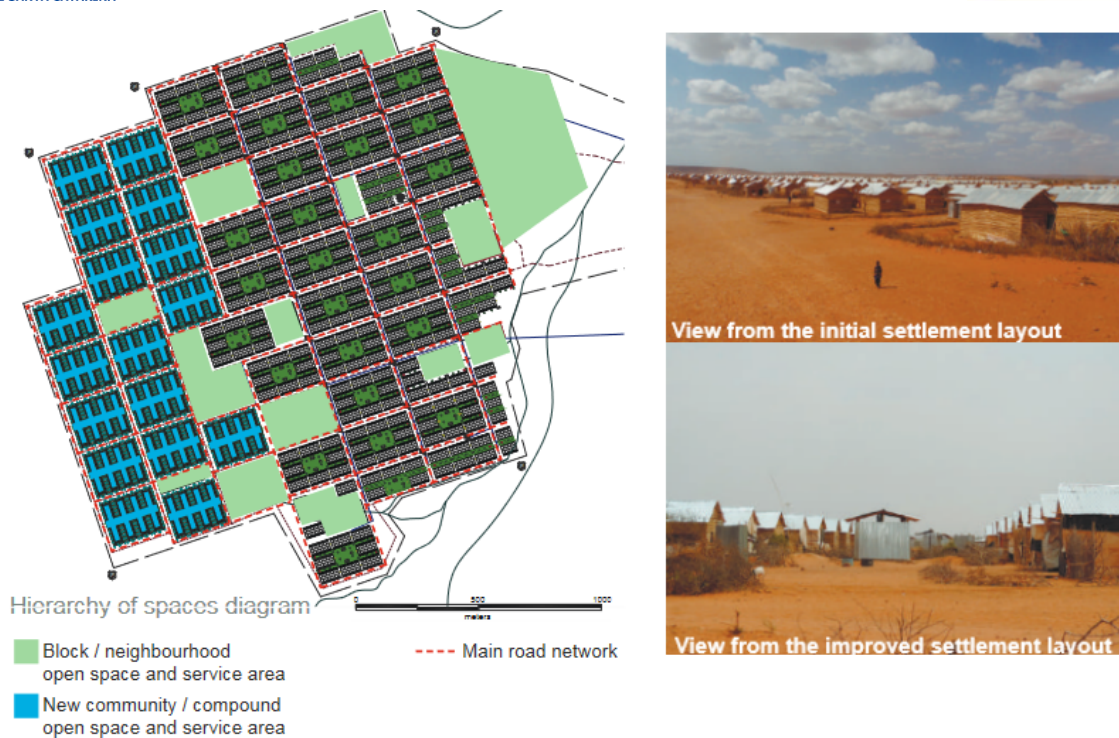 Hierarchy of spaces diagram
0 500 1000
meters
Block / neighbourhood
open space and service area
New community / compound
open space and service area
Main road network
View from the initial settlement layout
View from the improved settlement layout